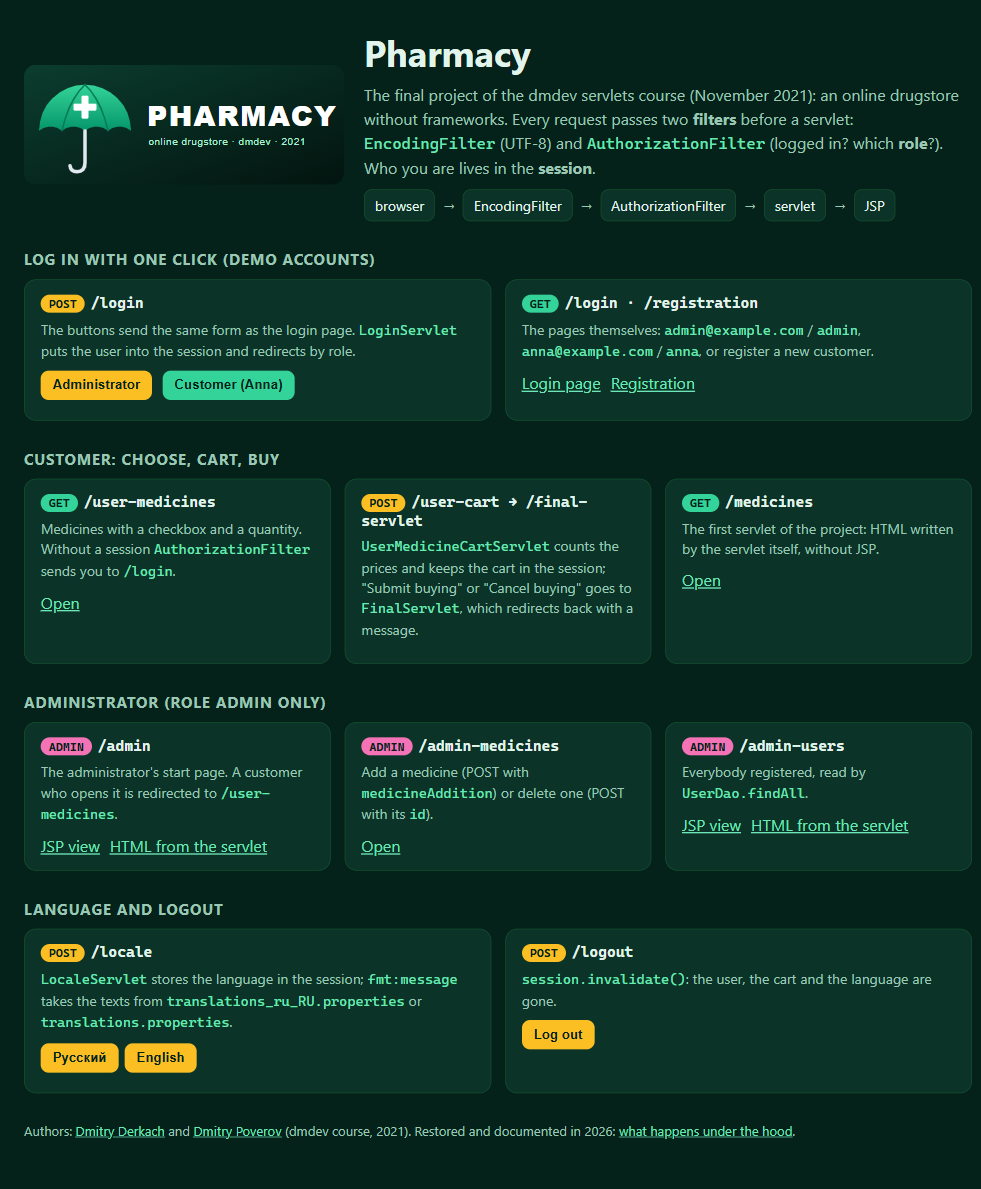 PHARMACY
online drugstore · dmdev · 2021
Pharmacy
The final project of the dmdev servlets course (November 2021): an online drugstore
without frameworks. Every request passes two filters before a servlet:
EncodingFilter (UTF-8) and AuthorizationFilter (logged in? which role?).
Who you are lives in the session.
browser → EncodingFilter → AuthorizationFilter → servlet → JSP
LOG IN WITH ONE CLICK (DEMO ACCOUNTS)
POST /login
The buttons send the same form as the login page. LoginServlet
puts the user into the session and redirects by role.
Administrator Customer (Anna)
GET /login · /registration
The pages themselves: admin@example.com / admin,
anna@example.com / anna, or register a new customer.
Login page Registration
CUSTOMER: CHOOSE, CART, BUY
GET /user-medicines
Medicines with a checkbox and a quantity.
Without a session AuthorizationFilter
sends you to /login.
Open
POST /user-cart → /final-
servlet
UserMedicineCartServlet counts the
prices and keeps the cart in the session;
"Submit buying" or "Cancel buying" goes to
FinalServlet, which redirects back with a
message.
GET /medicines
The first servlet of the project: HTML written
by the servlet itself, without JSP.
Open
ADMINISTRATOR (ROLE ADMIN ONLY)
ADMIN /admin
The administrator's start page. A customer
who opens it is redirected to /user-
medicines.
JSP view HTML from the servlet
ADMIN /admin-medicines
Add a medicine (POST with
medicineAddition) or delete one (POST
with its id).
Open
ADMIN /admin-users
Everybody registered, read by
UserDao.findAll.
JSP view HTML from the servlet
LANGUAGE AND LOGOUT
POST /locale
LocaleServlet stores the language in the session; fmt:message
takes the texts from translations_ru_RU.properties or
translations.properties.
Русский English
POST /logout
session.invalidate(): the user, the cart and the language are
gone.
Log out
Authors: Dmitry Derkach and Dmitry Poverov (dmdev course, 2021). Restored and documented in 2026: what happens under the hood.